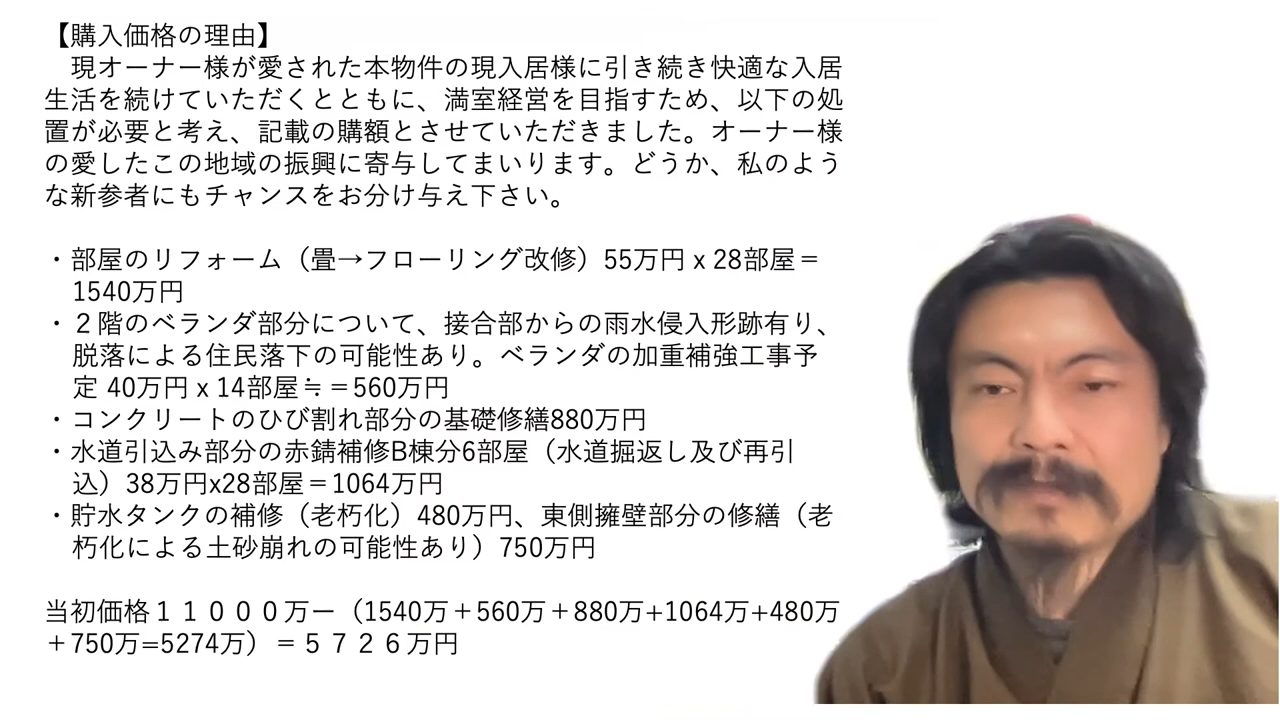 【購入価格の理由】
現オーナー様が愛された本物件の現入居様に引き続き快適な入居
生活を続けていただくとともに、満室経営を目指すため、以下の処
置が必要と考え、記載の購額とさせていただきました。オーナー様
の愛したこの地域の振興に寄与してまいります。どうか、私のよう
な新参者にもチャンスをお分け与え下さい。
・部屋のリフォーム（畳→フローリング改修）55万円 x 28部屋＝
1540万円
・２階のベランダ部分について、接合部からの雨水侵入形跡有り、
脱落による住民落下の可能性あり。ベランダの加重補強工事予
定 40万円 x 14部屋≒＝560万円
・コンクリートのひび割れ部分の基礎修繕880万円
・水道引込み部分の赤錆補修B棟分6部屋（水道掘返し及び再引
込）38万円x28部屋＝1064万円
・貯水タンクの補修（老朽化）480万円、東側擁壁部分の修繕（老
朽化による土砂崩れの可能性あり）750万円
当初価格１１０００万ー（1540万＋560万＋880万+1064万+480万
＋750万=5274万）＝５７２６万円